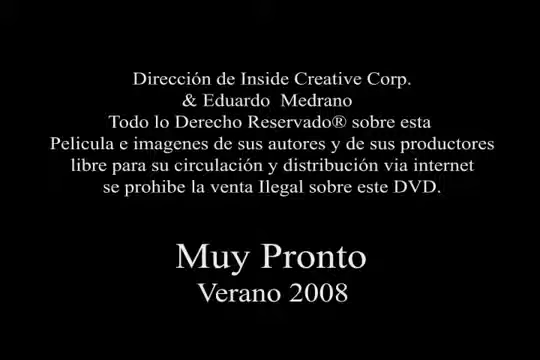 Dirección de Inside Creative Corp.
& Eduardo Medrano
Todo lo Derecho Reservado® sobre esta
Pelicula e imagenes de sus autores y de sus productores
libre para su circulación y distribución via internet
se prohibe la venta Ilegal sobre este DVD.
Muy Pronto
Verano 2008